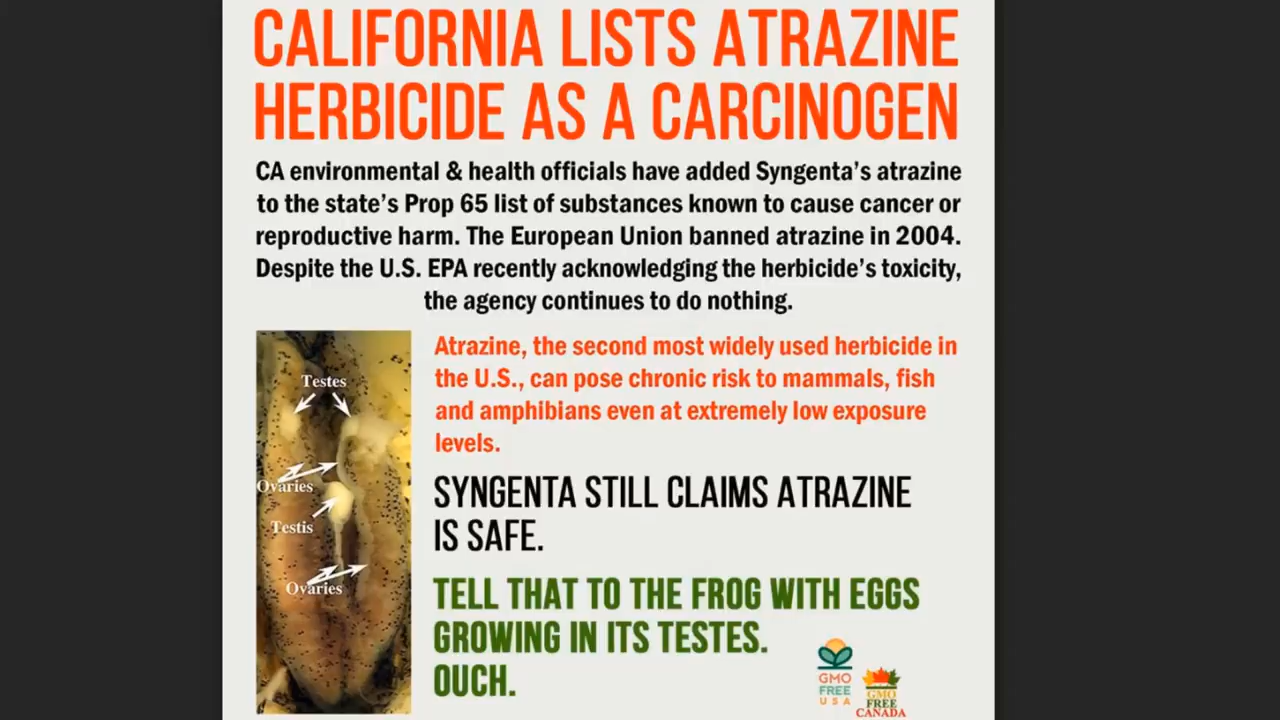 CALIFORNIA LISTS ATRAZINE
HERBICIDE AS A CARCINOGEN
CA environmental & health officials have added Syngenta's atrazine
to the state's Prop 65 list of substances known to cause cancer or
reproductive harm. The European Union banned atrazine in 2004.
Despite the U.S. EPA recently acknowledging the herbicide's toxicity,
the agency continues to do nothing.
Testes
Ovaries
Testis
Ovaries
Atrazine, the second most widely used herbicide in
the U.S., can pose chronic risk to mammals, fish
and amphibians even at extremely low exposure
levels.
SYNGENTA STILL CLAIMS ATRAZINE
IS SAFE.
TELL THAT TO THE FROG WITH EGGS
GROWING IN ITS TESTES.
OUCH.
GMO
FREE
USA
GMO
FREE
CANADA